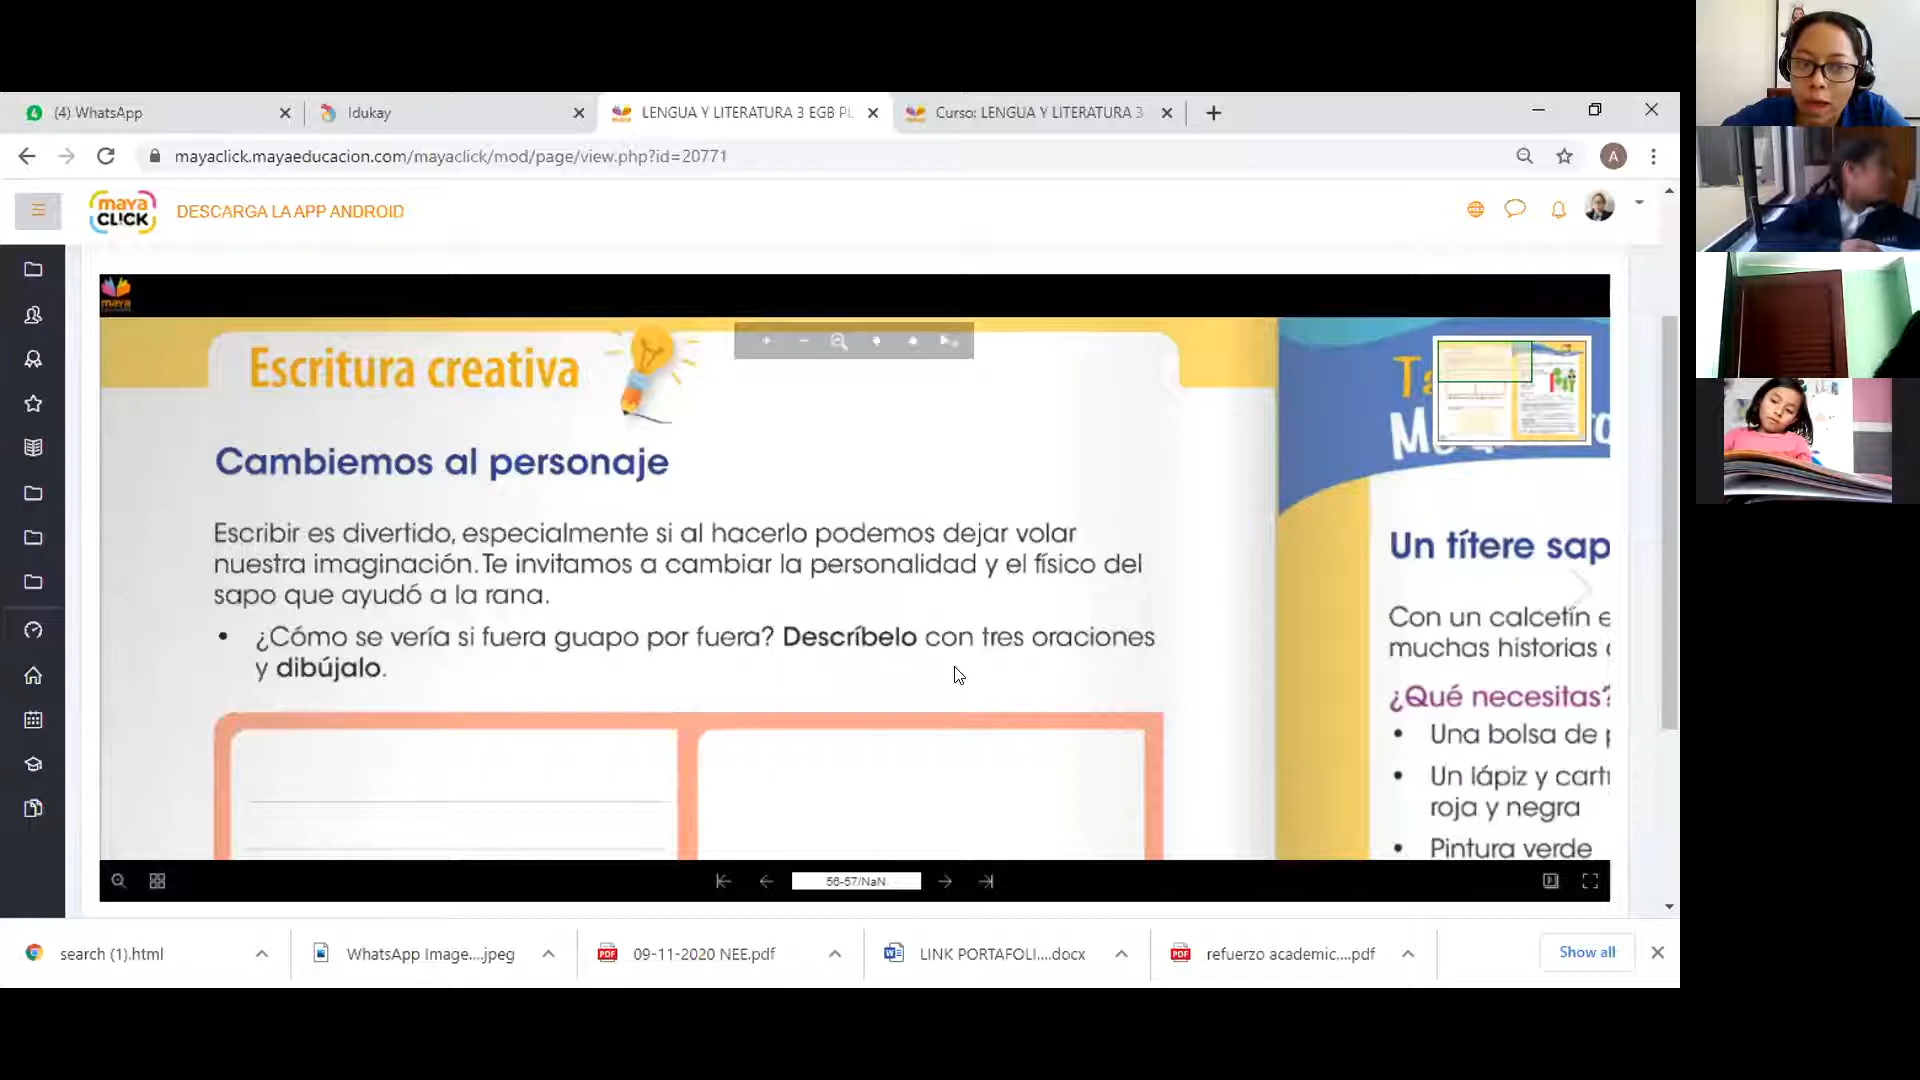 (4) WhatsApp
Idukay
LENGUA Y LITERATURA 3 EGB PL
Curso: LENGUA Y LITERATURA 3
mayaclick.mayaeducacion.com/mayaclick/mod/page/view.php?id=20771
A
maya
CLICK
DESCARGA LA APP ANDROID
maya
Escritura creativa
Cambiemos al personaje
Escribir es divertido, especialmente si al hacerlo podemos dejar volar
nuestra imaginación. Te invitamos a cambiar la personalidad y el físico del
sapo que ayudó a la rana.
• ¿Cómo se vería si fuera guapo por fuera? Descríbelo con tres oraciones
y dibújalo.
Un títere sap
Con un calcetín e
muchas historias
¿Qué necesitas?
• Una bolsa de p
• Un lápiz y cart
roja y negra
• Pintura verde
56-57/NaN
search (1).html
WhatsApp Image....jpeg
09-11-2020 NEE.pdf
LINK PORTAFOLI....docx
refuerzo academic....pdf
Show all